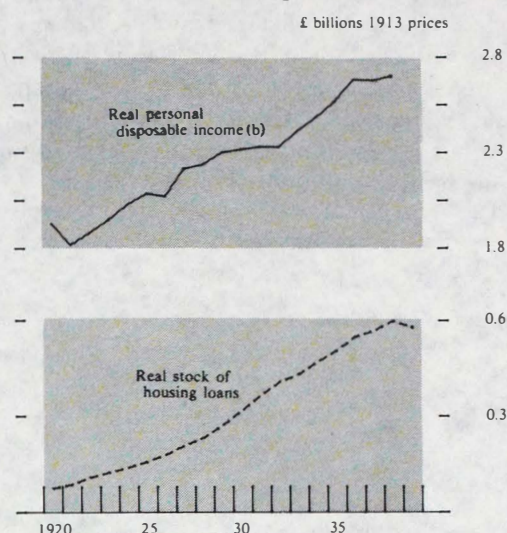 £ billions 1913 prices
2.8
Real personal
disposable income (b)
2.3
1.8
0.6
Real stock of
housing loans
0.3
1920 25 30 35